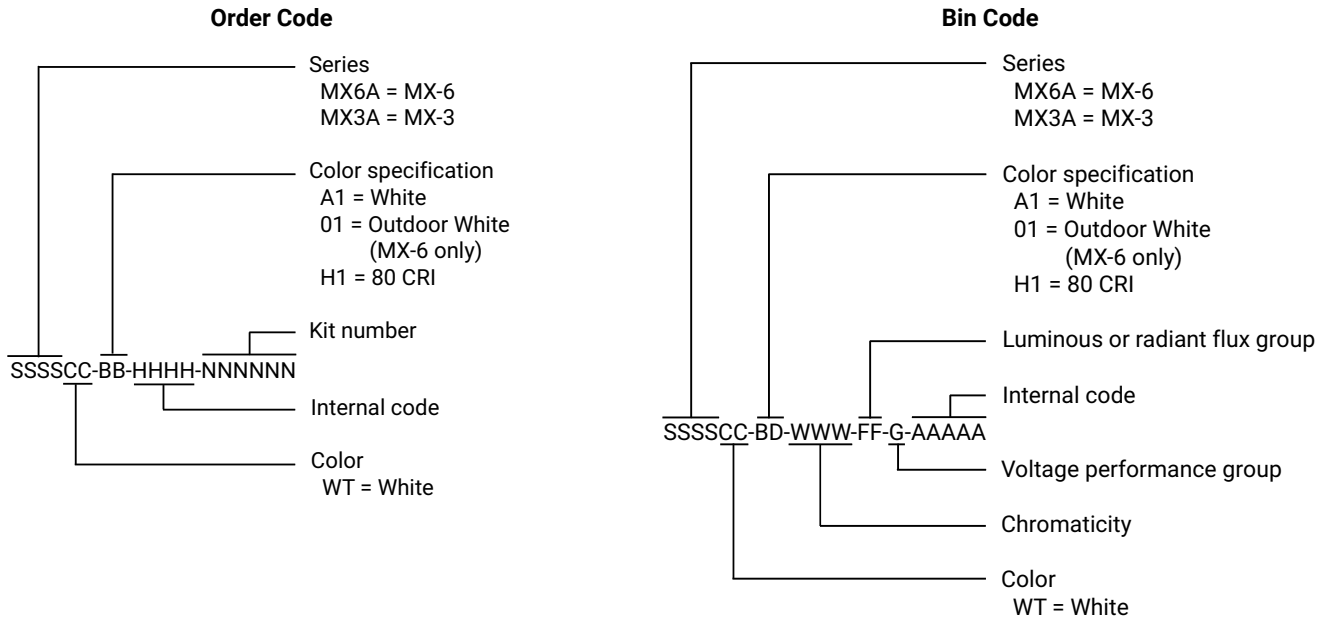 Order Code
Series
MX6A = MX-6
MX3A = MX-3
Color specification
A1 = White
01 = Outdoor White
(MX-6 only)
H1 = 80 CRI
Kit number
SSSSCC-BB-HHHH-NNNNNN
Internal code
Color
WT = White
Bin Code
Series
MX6A = MX-6
MX3A = MX-3
Color specification
A1 = White
01 = Outdoor White
(MX-6 only)
H1 = 80 CRI
Luminous or radiant flux group
Internal code
SSSSCC-BD-WWW-FF-G-AAAAA
Voltage performance group
Chromaticity
Color
WT = White